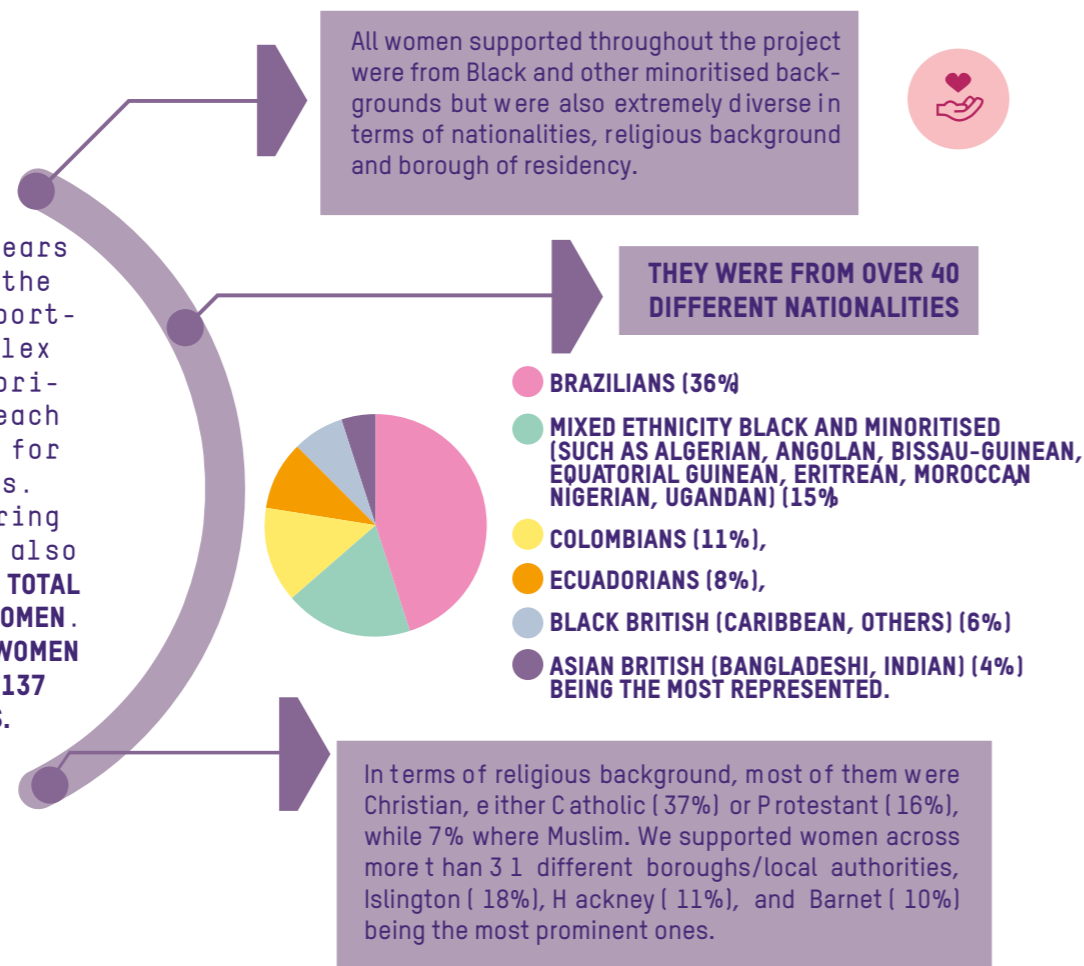 All women supported throughout the project
were from Black and other minoritised back-
grounds but were also extremely diverse in
terms of nationalities, religious background
and borough of residency.
ears
the
port-
lex
ori-
each
for
s.
ring
also
TOTAL
OMEN.
WOMEN
137
S.
THEY WERE FROM OVER 40
DIFFERENT NATIONALITIES
BRAZILIANS (36%)
MIXED ETHNICITY BLACK AND MINORITISED
(SUCH AS ALGERIAN, ANGOLAN, BISSAU-GUINEAN,
EQUATORIAL GUINEAN, ERITREAN, MOROCCAN,
NIGERIAN, UGANDAN) (15%),
COLOMBIANS (11%),
ECUADORIANS (8%),
BLACK BRITISH (CARIBBEAN, OTHERS) (6%)
ASIAN BRITISH (BANGLADESHI, INDIAN) (4%)
BEING THE MOST REPRESENTED.
In terms of religious background, most of them were
Christian, either Catholic (37%) or Protestant (16%),
while 7% where Muslim. We supported women across
more than 31 different boroughs/local authorities,
Islington (18%), Hackney (11%), and Barnet (10%)
being the most prominent ones.